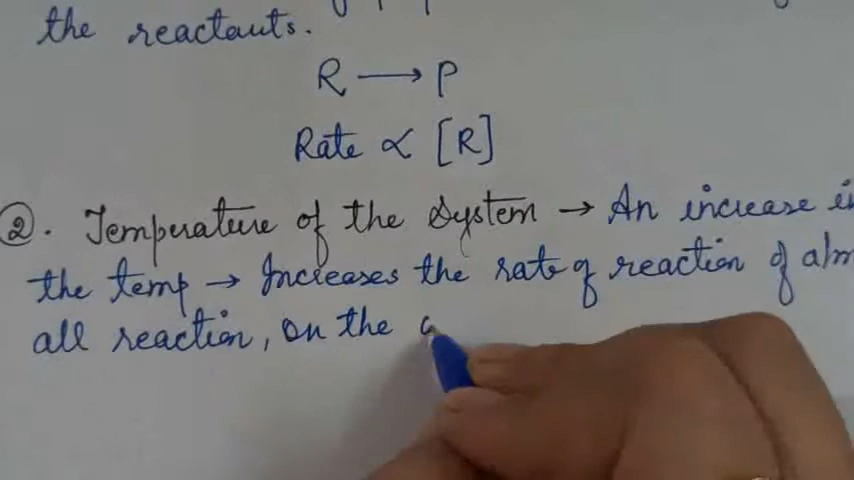 the reactants.
R → P
Rate ∝ [R]
②. Temperature of the System → An increase in
the temp → Increases the rate of reaction of
all reaction, on the